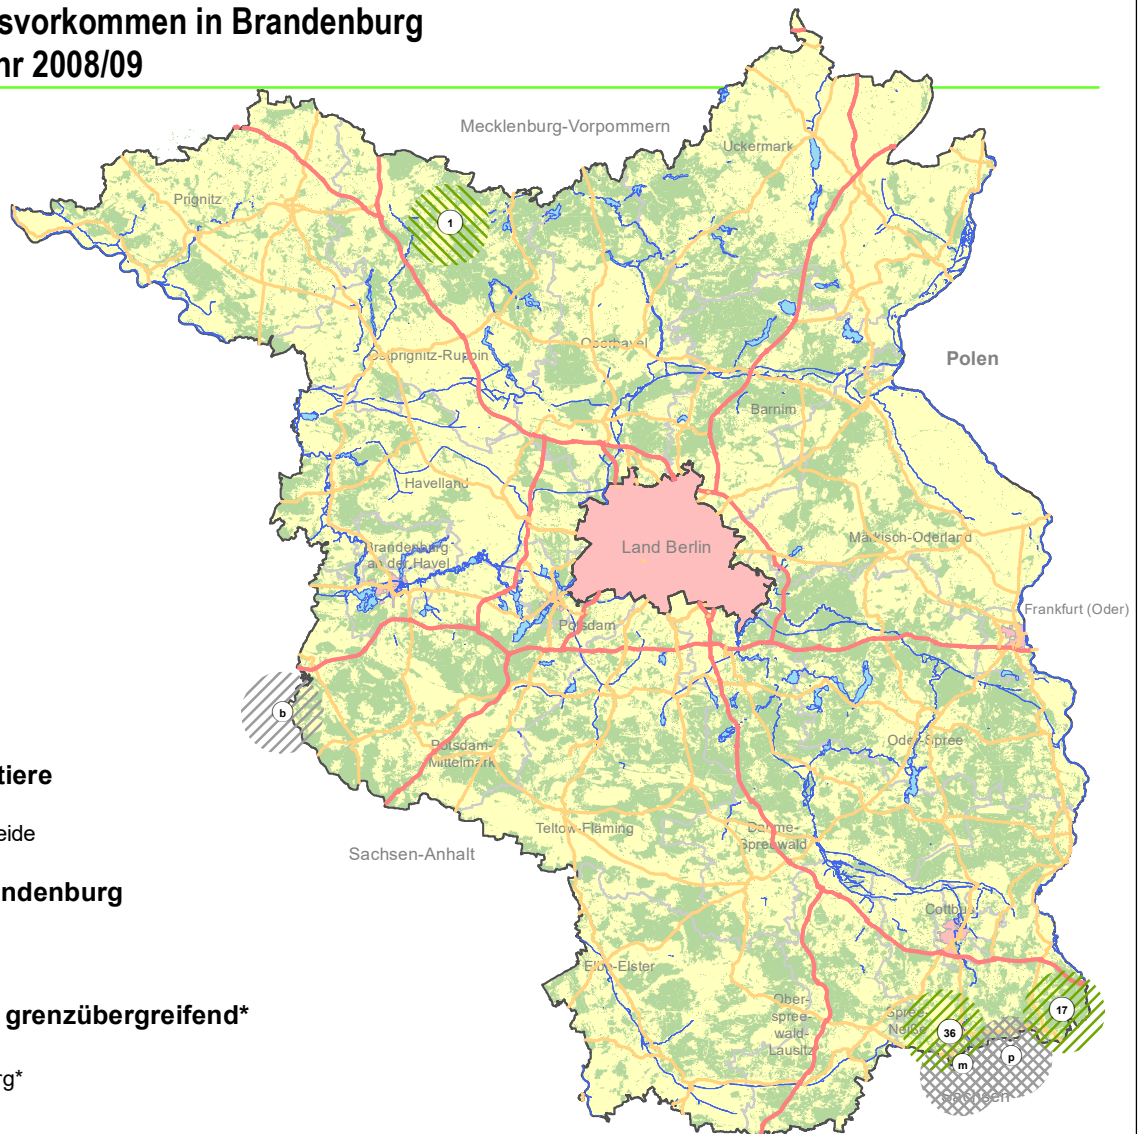 svorkommen in Brandenburg
hr 2008/09
Mecklenburg-Vorpommern
Uckermark
Prignitz
1
Ostprignitz-Ruppin
Oberhavel
Polen
Barnim
Havelland
Land Berlin
Märkisch-Oderland
Brandenburg
an der Havel
Frankfurt (Oder)
Potsdam
b
Oder-Spree
Potsdam-
Mittelmark
tiere
Teltow-Fläming
Dahme-
Spreewald
eide
Sachsen-Anhalt
ndenburg
Cottbus
Elbe-Elster
Ober-
spree-
wald-
Lausitz
Spree-
Neiße
17
grenzübergreifend*
36
p
m
rg*
Sachsen